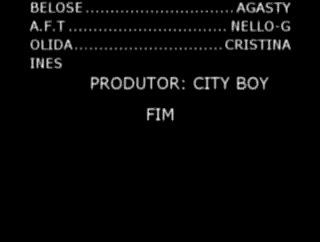 BELOSE...............................AGASTY
A.F.T .................................NELLO-G
OLIDA...............................CRISTINA
INES
PRODUTOR: CITY BOY
FIM